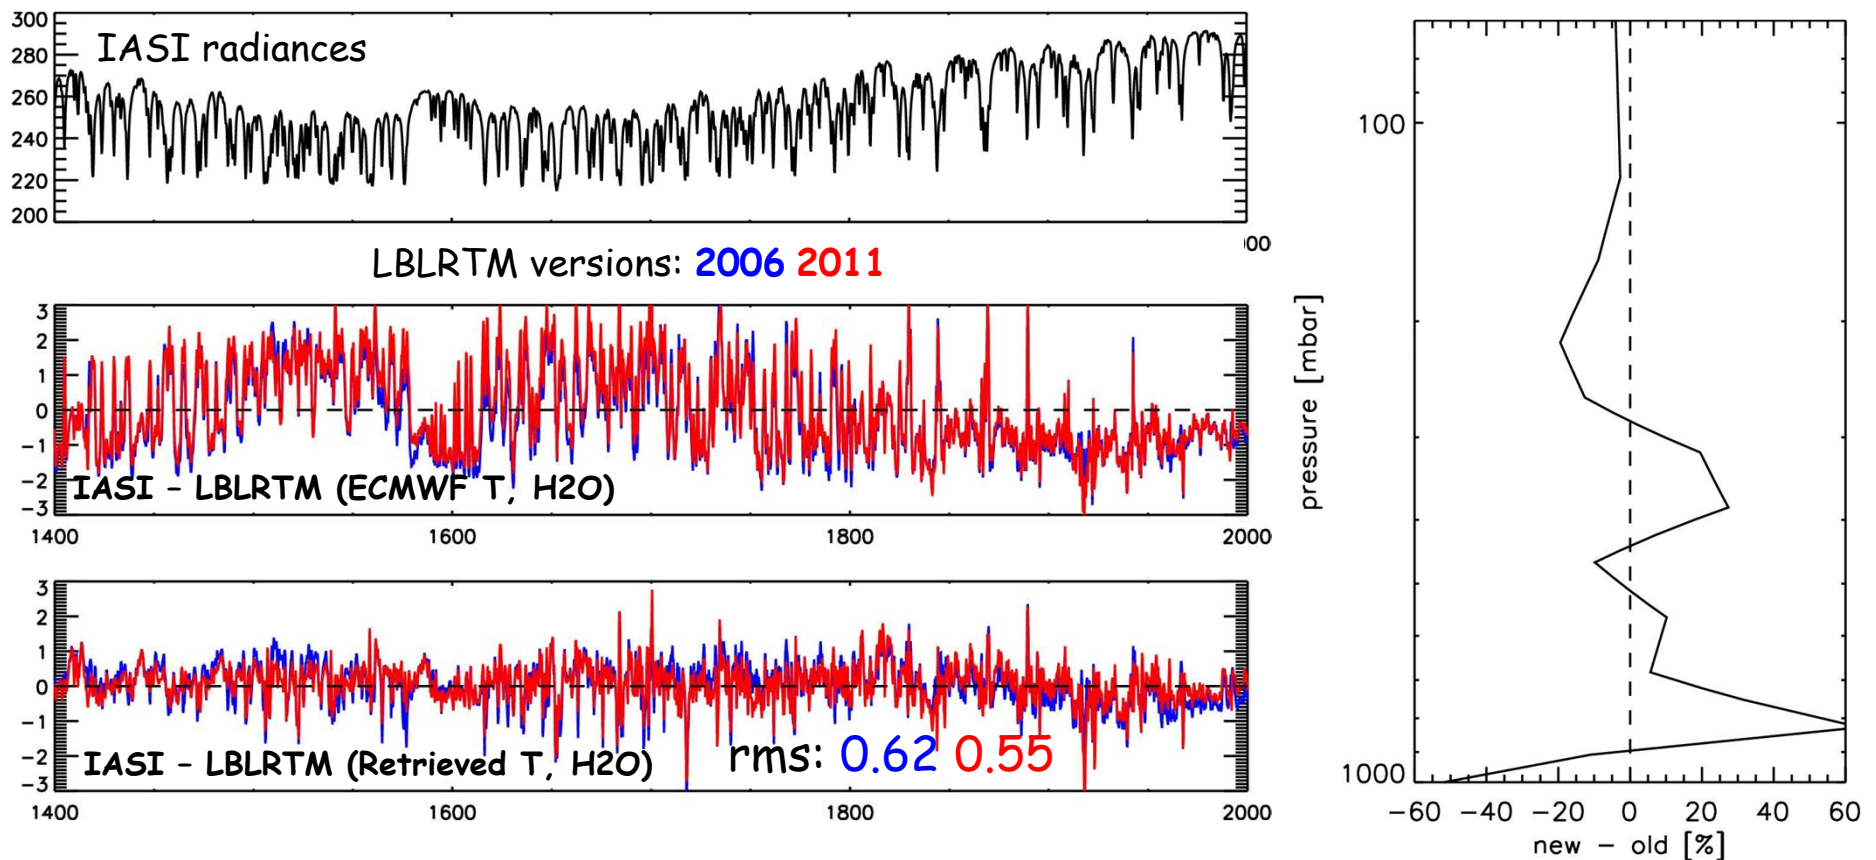 300
280
260
240
220
200
IASI radiances
00
LBLRTM versions: 2006 2011
3
2
1
0
-1
-2
-3
IASI - LBLRTM (ECMWF T, H2O)
1400 1600 1800 2000
3
2
1
0
-1
-2
-3
IASI - LBLRTM (Retrieved T, H2O)
rms: 0.62 0.55
1400 1600 1800 2000
pressure [mbar]
100
1000
-60 -40 -20 0 20 40 60
new - old [%]